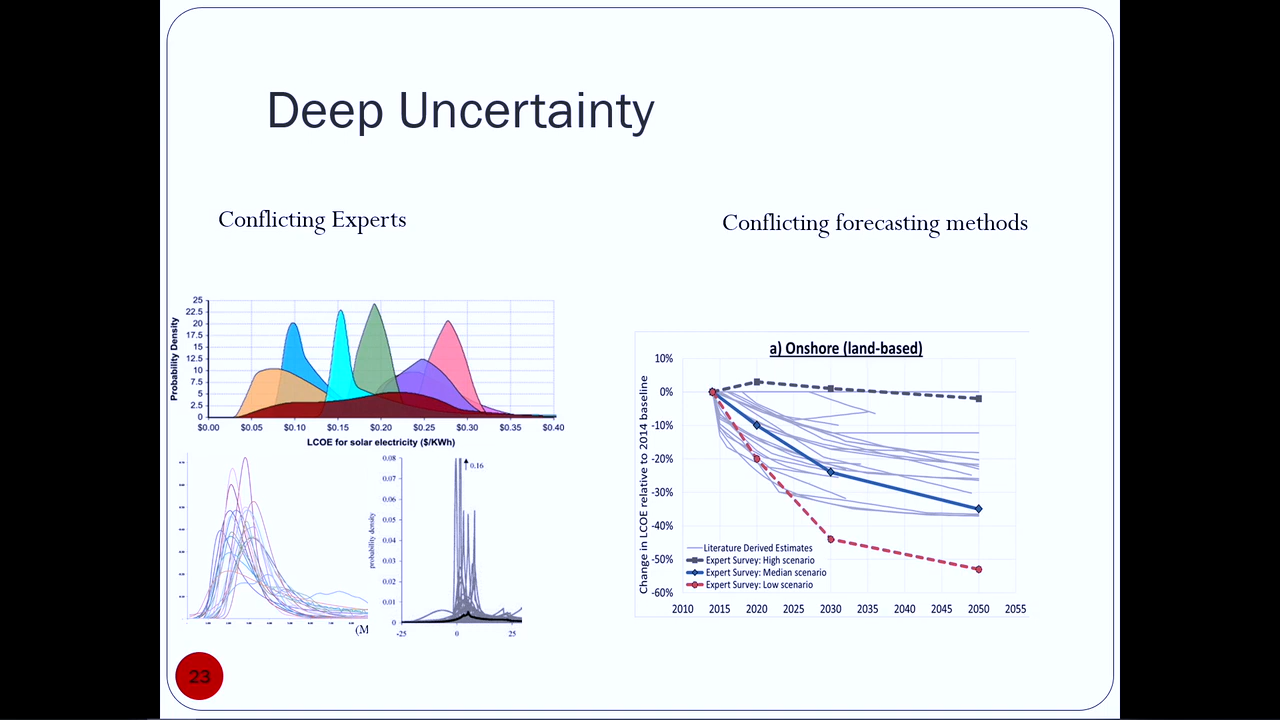 Deep Uncertainty
Conflicting Experts
Conflicting forecasting methods
Probability Density
25
22.5
20
17.5
15
12.5
10
7.5
5
2.5
0
$0.00 $0.05 $0.10 $0.15 $0.20 $0.25 $0.30 $0.35 $0.40
LCOE for solar electricity ($/KWh)
(M
probability density
0,08
0.07
0.06
0.05
0.04
0.03
0.02
0,01
0
0.16
-25 0 25
a) Onshore (land-based)
Change in LCOE relative to 2014 baseline
10%
0%
-10%
-20%
-30%
-40%
-50%
-60%
Literature Derived Estimates
Expert Survey: High scenario
Expert Survey: Median scenario
Expert Survey: Low scenario
2010 2015 2020 2025 2030 2035 2040 2045 2050 2055
23